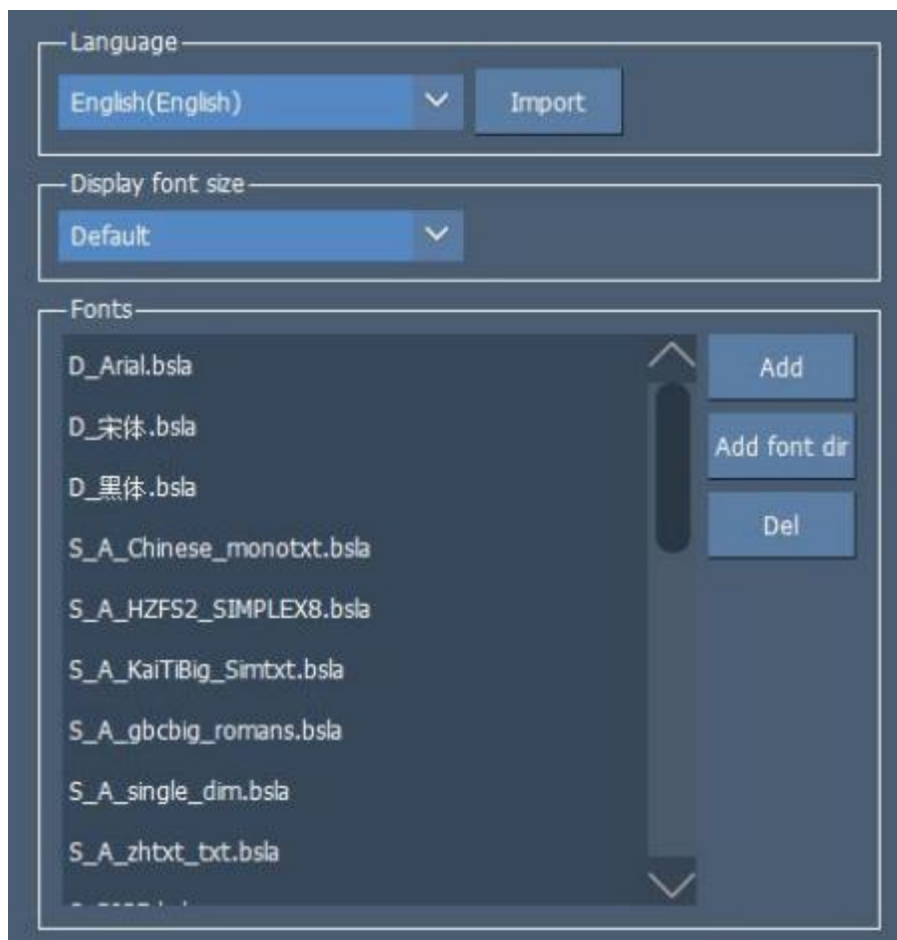 Language
English(English)
Import
Display font size
Default
Fonts
D_Arial.bsla
Add
D_宋体.bsla
Add font dir
D_黑体.bsla
Del
S_A_Chinese_monotxt.bsla
S_A_HZFS2_SIMPLEX8.bsla
S_A_KaiTiBig_Simtxt.bsla
S_A_gbcbig_romans.bsla
S_A_single_dim.bsla
S_A_zhtxt_txt.bsla